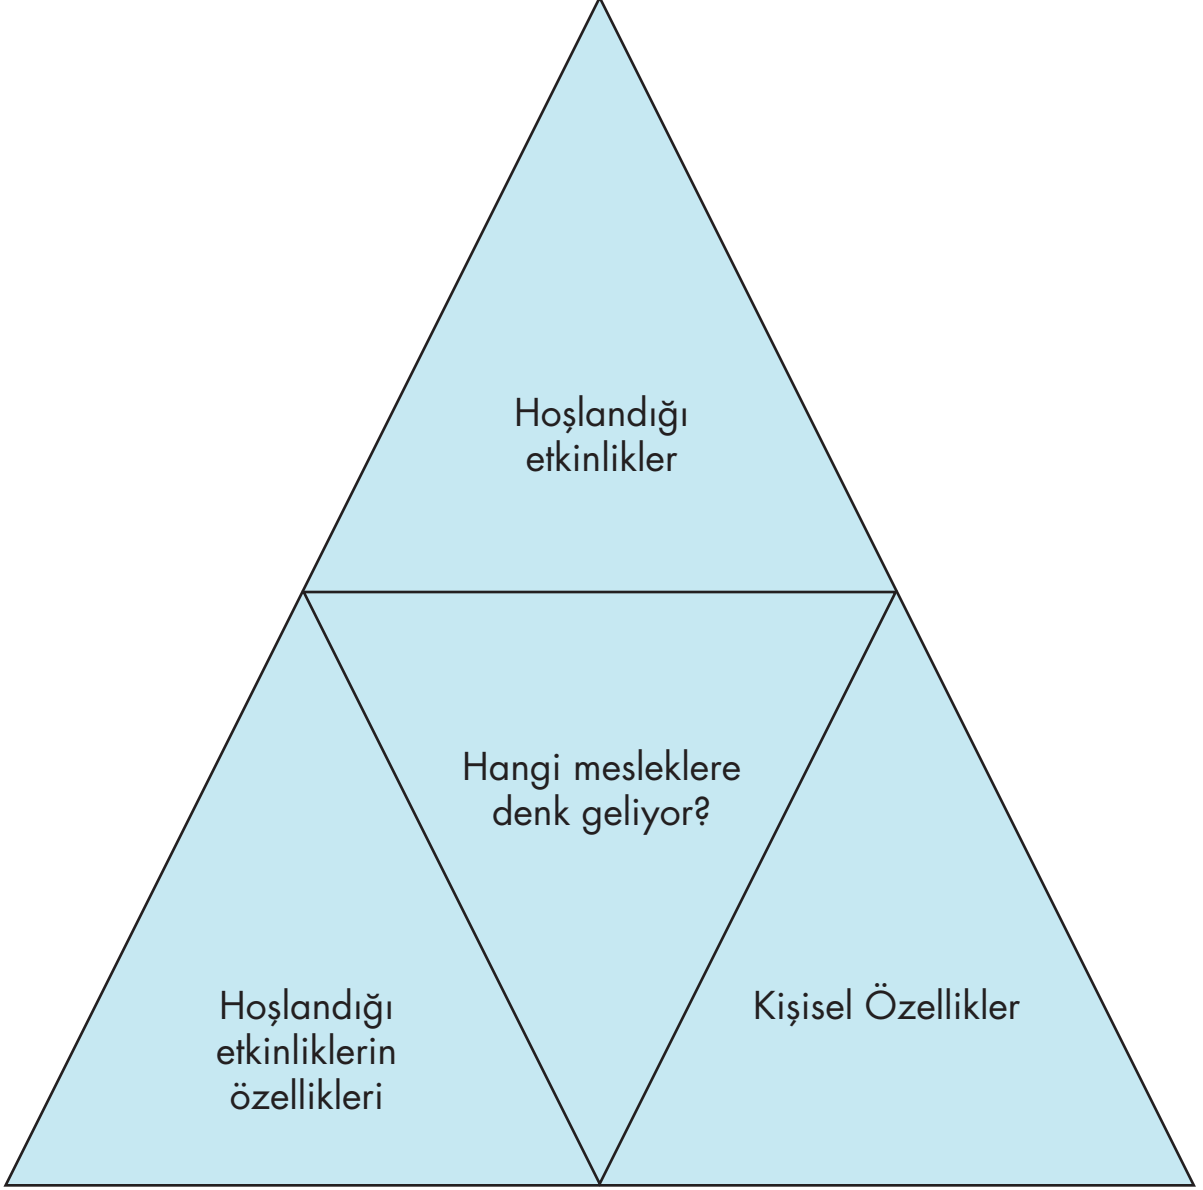 Hoşlandığı
etkinlikler
Hangi mesleklere
denk geliyor?
Hoşlandığı
etkinliklerin
özellikleri
Kişisel Özellikler